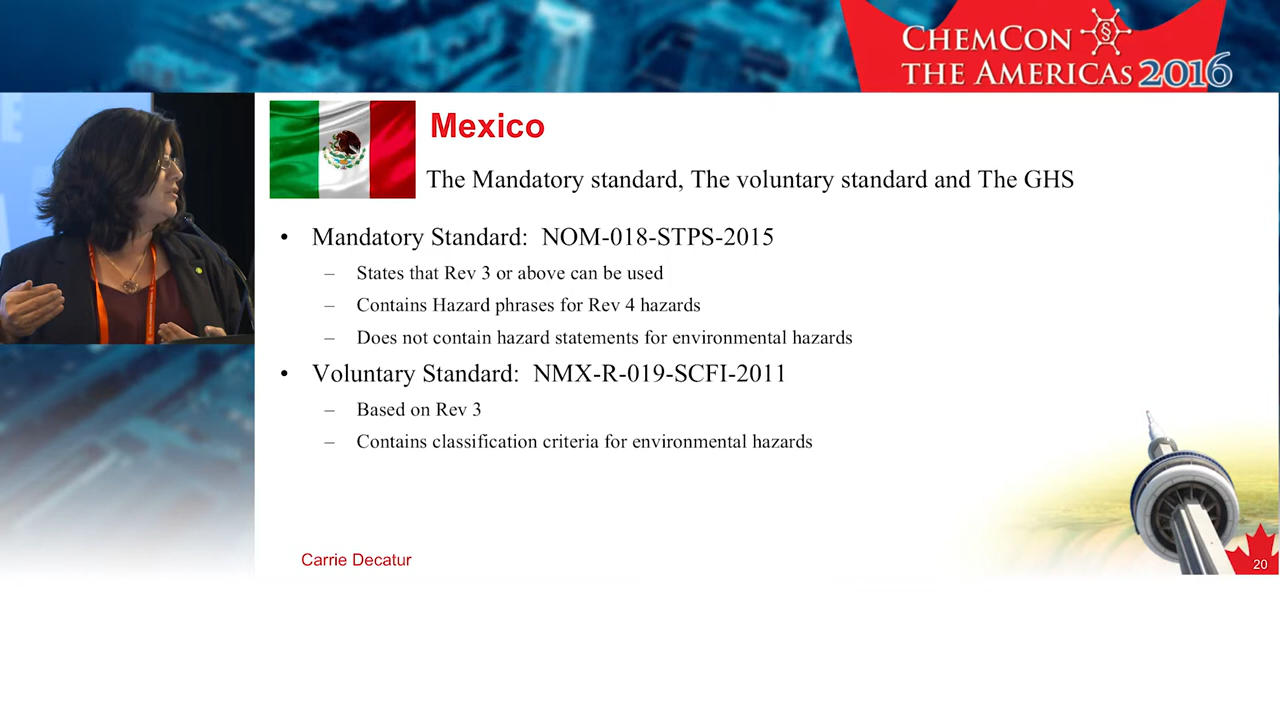 CHEMCON
THE AMERICAS 2016
Mexico
The Mandatory standard, The voluntary standard and The GHS
• Mandatory Standard: NOM-018-STPS-2015
– States that Rev 3 or above can be used
– Contains Hazard phrases for Rev 4 hazards
– Does not contain hazard statements for environmental hazards
• Voluntary Standard: NMX-R-019-SCFI-2011
– Based on Rev 3
– Contains classification criteria for environmental hazards
Carrie Decatur
20